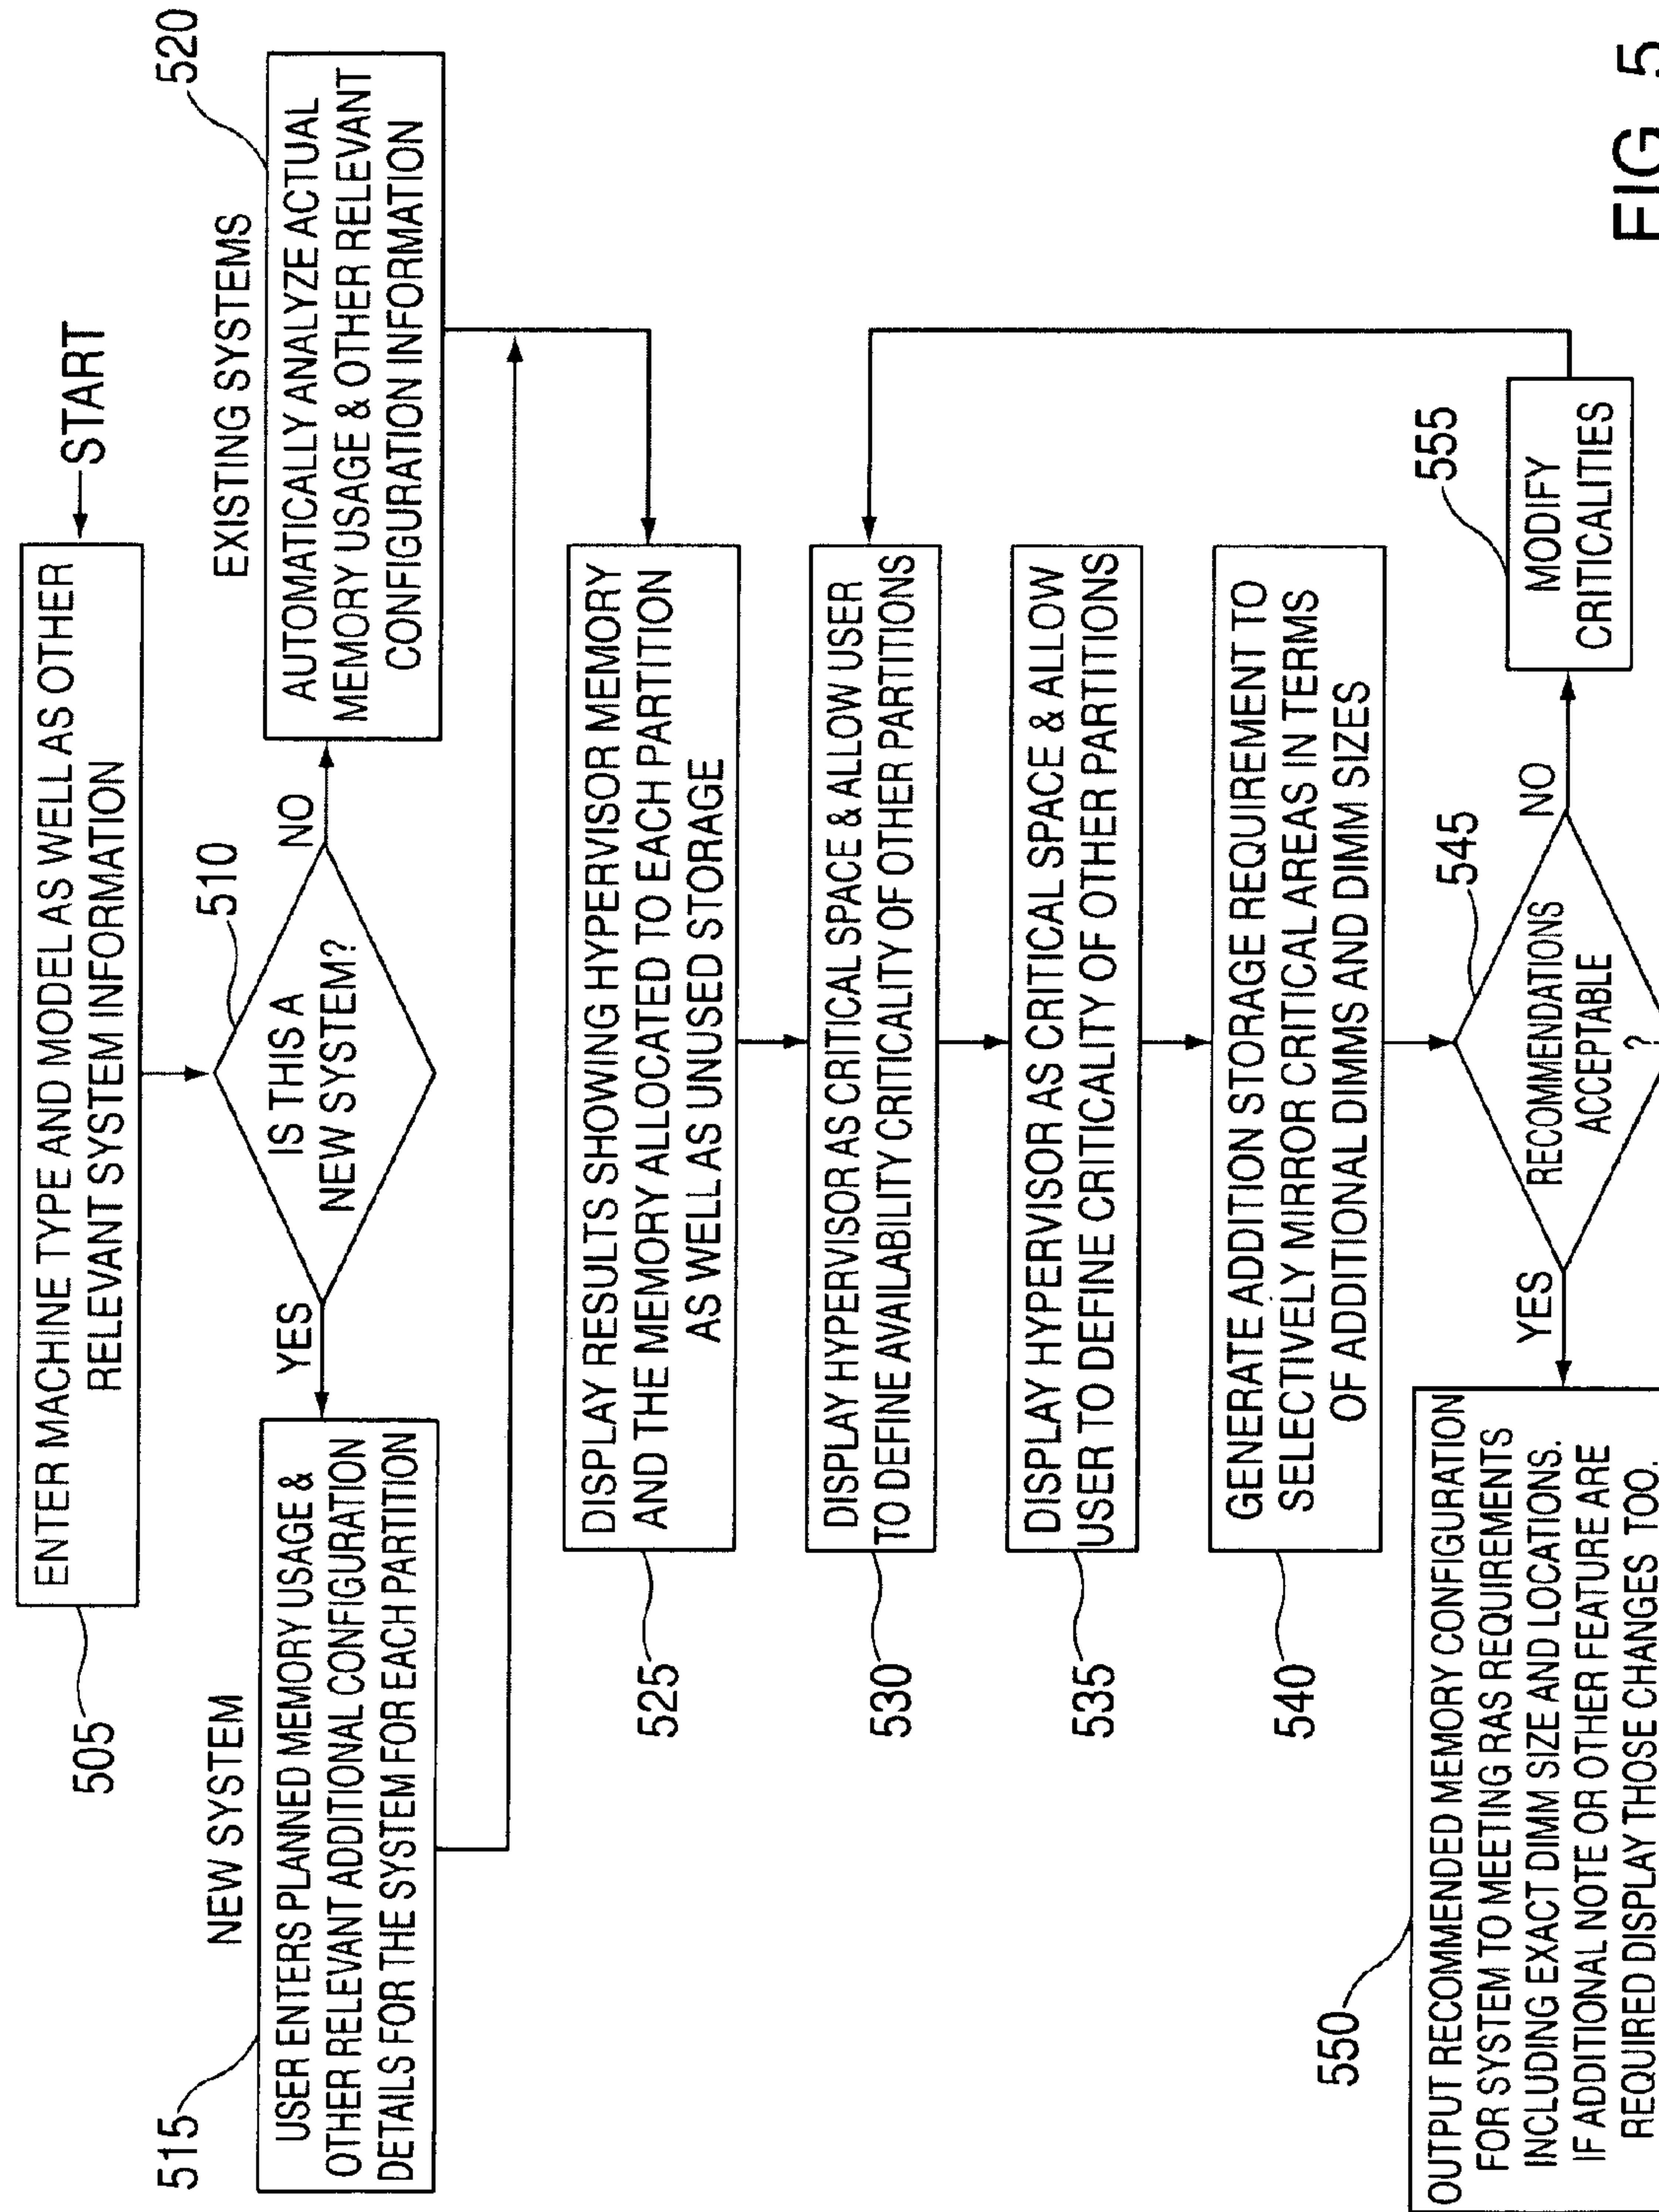 START
ENTER MACHINE TYPE AND MODEL AS WELL AS OTHER
RELEVANT SYSTEM INFORMATION
505
510
IS THIS A
NEW SYSTEM?
YES
NO
NEW SYSTEM
515
USER ENTERS PLANNED MEMORY USAGE &
OTHER RELEVANT ADDITIONAL CONFIGURATION
DETAILS FOR THE SYSTEM FOR EACH PARTITION
EXISTING SYSTEMS
520
AUTOMATICALLY ANALYZE ACTUAL
MEMORY USAGE & OTHER RELEVANT
CONFIGURATION INFORMATION
DISPLAY RESULTS SHOWING HYPERVISOR MEMORY
AND THE MEMORY ALLOCATED TO EACH PARTITION
AS WELL AS UNUSED STORAGE
525
DISPLAY HYPERVISOR AS CRITICAL SPACE & ALLOW USER
TO DEFINE AVAILABILITY CRITICALITY OF OTHER PARTITIONS
530
DISPLAY HYPERVISOR AS CRITICAL SPACE & ALLOW
USER TO DEFINE CRITICALITY OF OTHER PARTITIONS
535
GENERATE ADDITION STORAGE REQUIREMENT TO
SELECTIVELY MIRROR CRITICAL AREAS IN TERMS
OF ADDITIONAL DIMMS AND DIMM SIZES
540
545
RECOMMENDATIONS
ACCEPTABLE
?
YES
NO
550
OUTPUT RECOMMENDED MEMORY CONFIGURATION
FOR SYSTEM TO MEETING RAS REQUIREMENTS
INCLUDING EXACT DIMM SIZE AND LOCATIONS.
IF ADDITIONAL NOTE OR OTHER FEATURE ARE
REQUIRED DISPLAY THOSE CHANGES TOO.
555
MODIFY
CRITICALITIES
FIG. 5